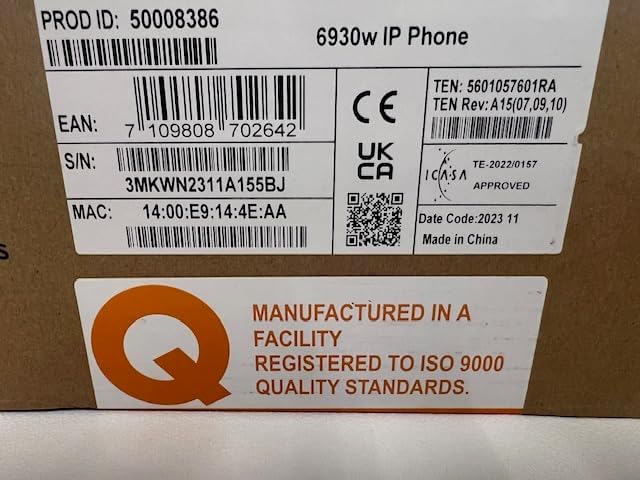 PROD ID: 50008386
6930w IP Phone
EAN:
7 109808 702642
TEN: 5601057601RA
TEN Rev: A15(07,09,10)
CE
UK
CA
S/N:
3MKWN2311A155BJ
ICASA
TE-2022/0157
APPROVED
MAC: 14:00:E9:14:4E:AA
Date Code:2023 11
Made in China
s
Q
MANUFACTURED IN A
FACILITY
REGISTERED TO ISO 9000
QUALITY STANDARDS.